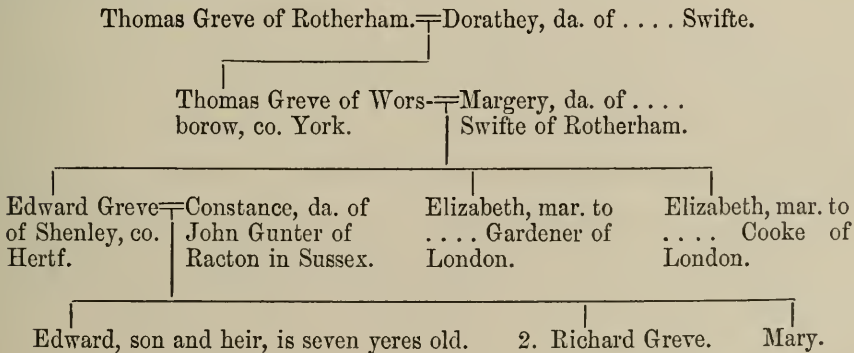 Thomas Greve of Rotherham.=Dorathey, da. of . . . . Swifte.
Thomas Greve of Wors-=Margery, da. of . . . .
borow, co. York. Swifte of Rotherham.
Edward Greve=Constance, da. of Elizabeth, mar. to Elizabeth, mar. to
of Shenley, co. John Gunter of . . . . Gardener of . . . . Cooke of
Hertf. Racton in Sussex. London. London.
Edward, son and heir, is seven yeres old. 2. Richard Greve. Mary.